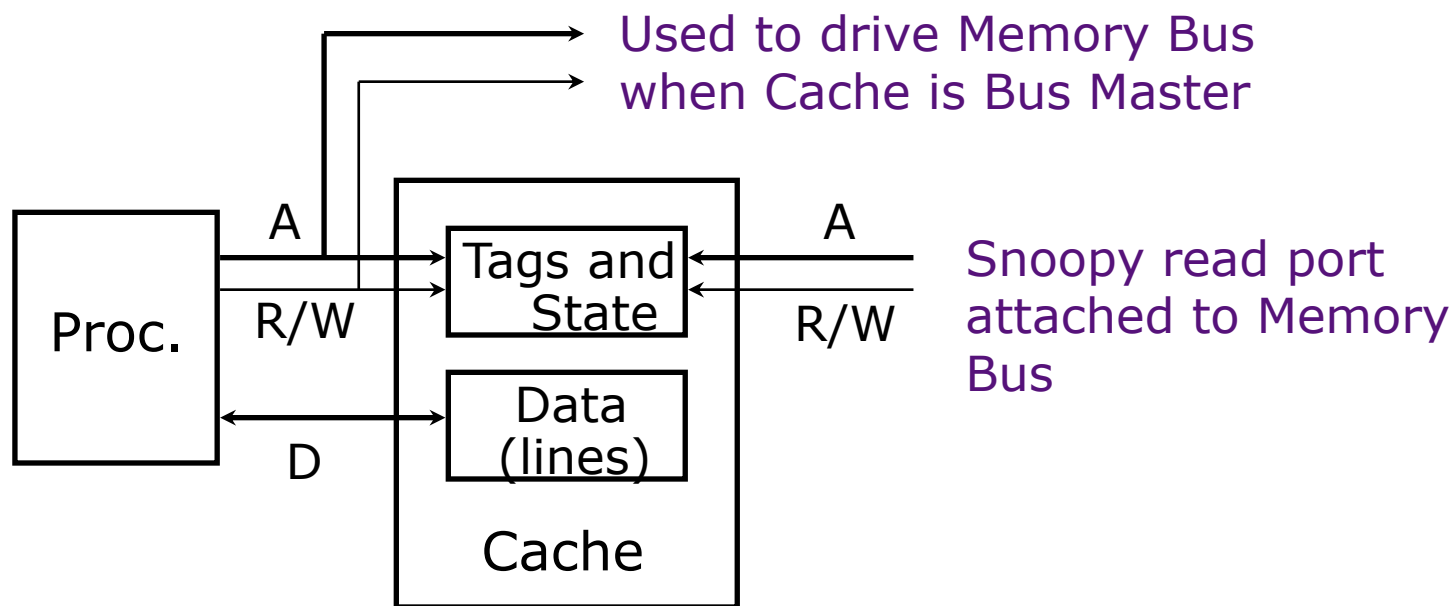 Used to drive Memory Bus
when Cache is Bus Master
A
A
Proc.
Tags and
State
Snoopy read port
attached to Memory
Bus
R/W
R/W
Data
(lines)
D
Cache